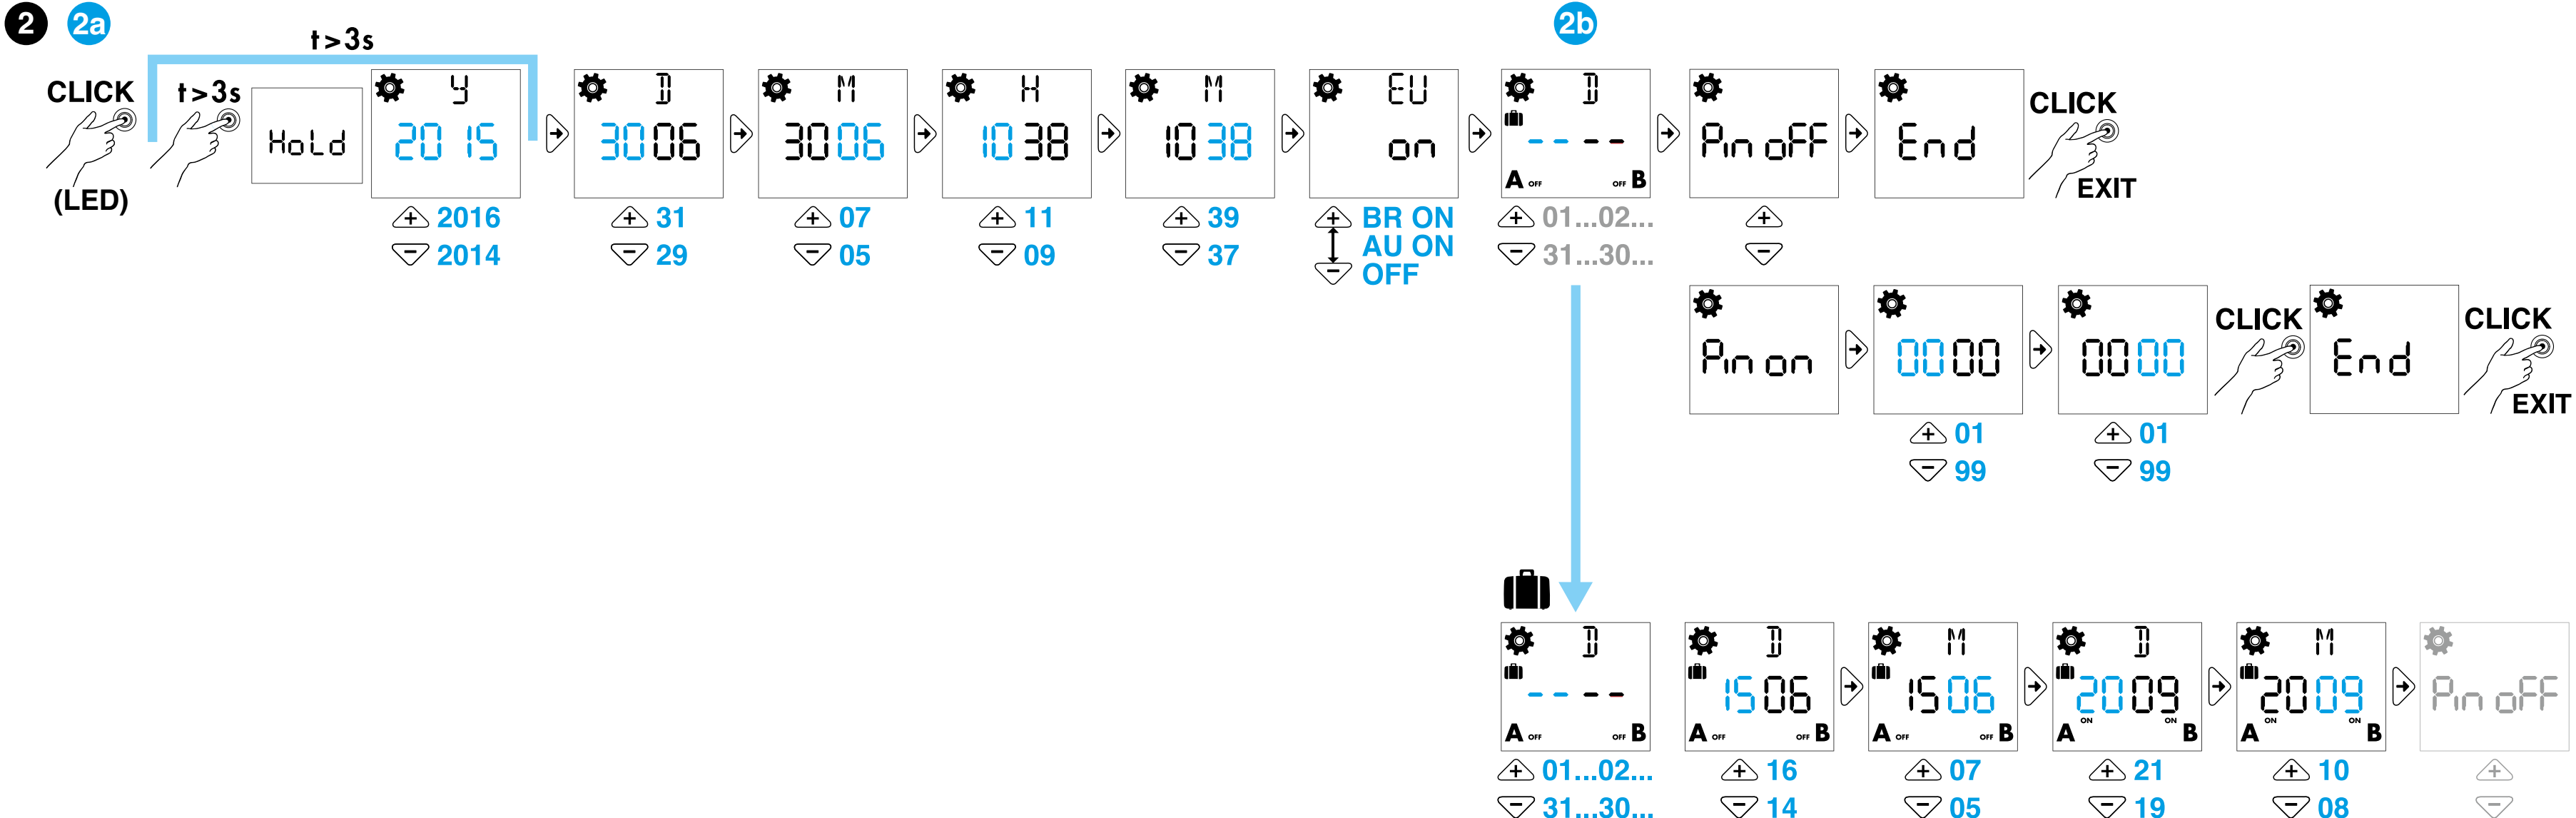 2 2a 2b
t>3s
CLICK
(LED)
t>3s
HoLd
Y
2015
+ 2016
- 2014
D
3006
+ 31
- 29
M
3006
+ 07
- 05
H
10 38
+ 11
- 09
M
10 38
+ 39
- 37
EU
on
+ BR ON
AU ON
- OFF
D
-- --
A OFF OFF B
+ 01...02...
- 31...30...
Pin oFF
+
-
End
CLICK
EXIT
Pin on
0000
+ 01
- 99
0000
+ 01
- 99
CLICK
End
CLICK
EXIT
D
-- --
A OFF OFF B
+ 01...02...
- 31...30...
D
1506
A OFF OFF B
+ 16
- 14
M
1506
A OFF OFF B
+ 07
- 05
D
2009
ON ON
A B
+ 21
- 19
M
2009
ON ON
A B
+ 10
- 08
Pin oFF
+
-